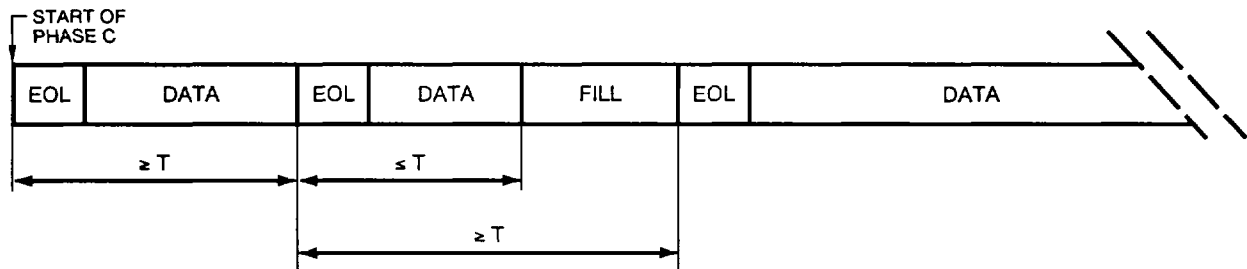 START OF
PHASE C
EOL DATA EOL DATA FILL EOL DATA
≥ T ≤ T
≥ T